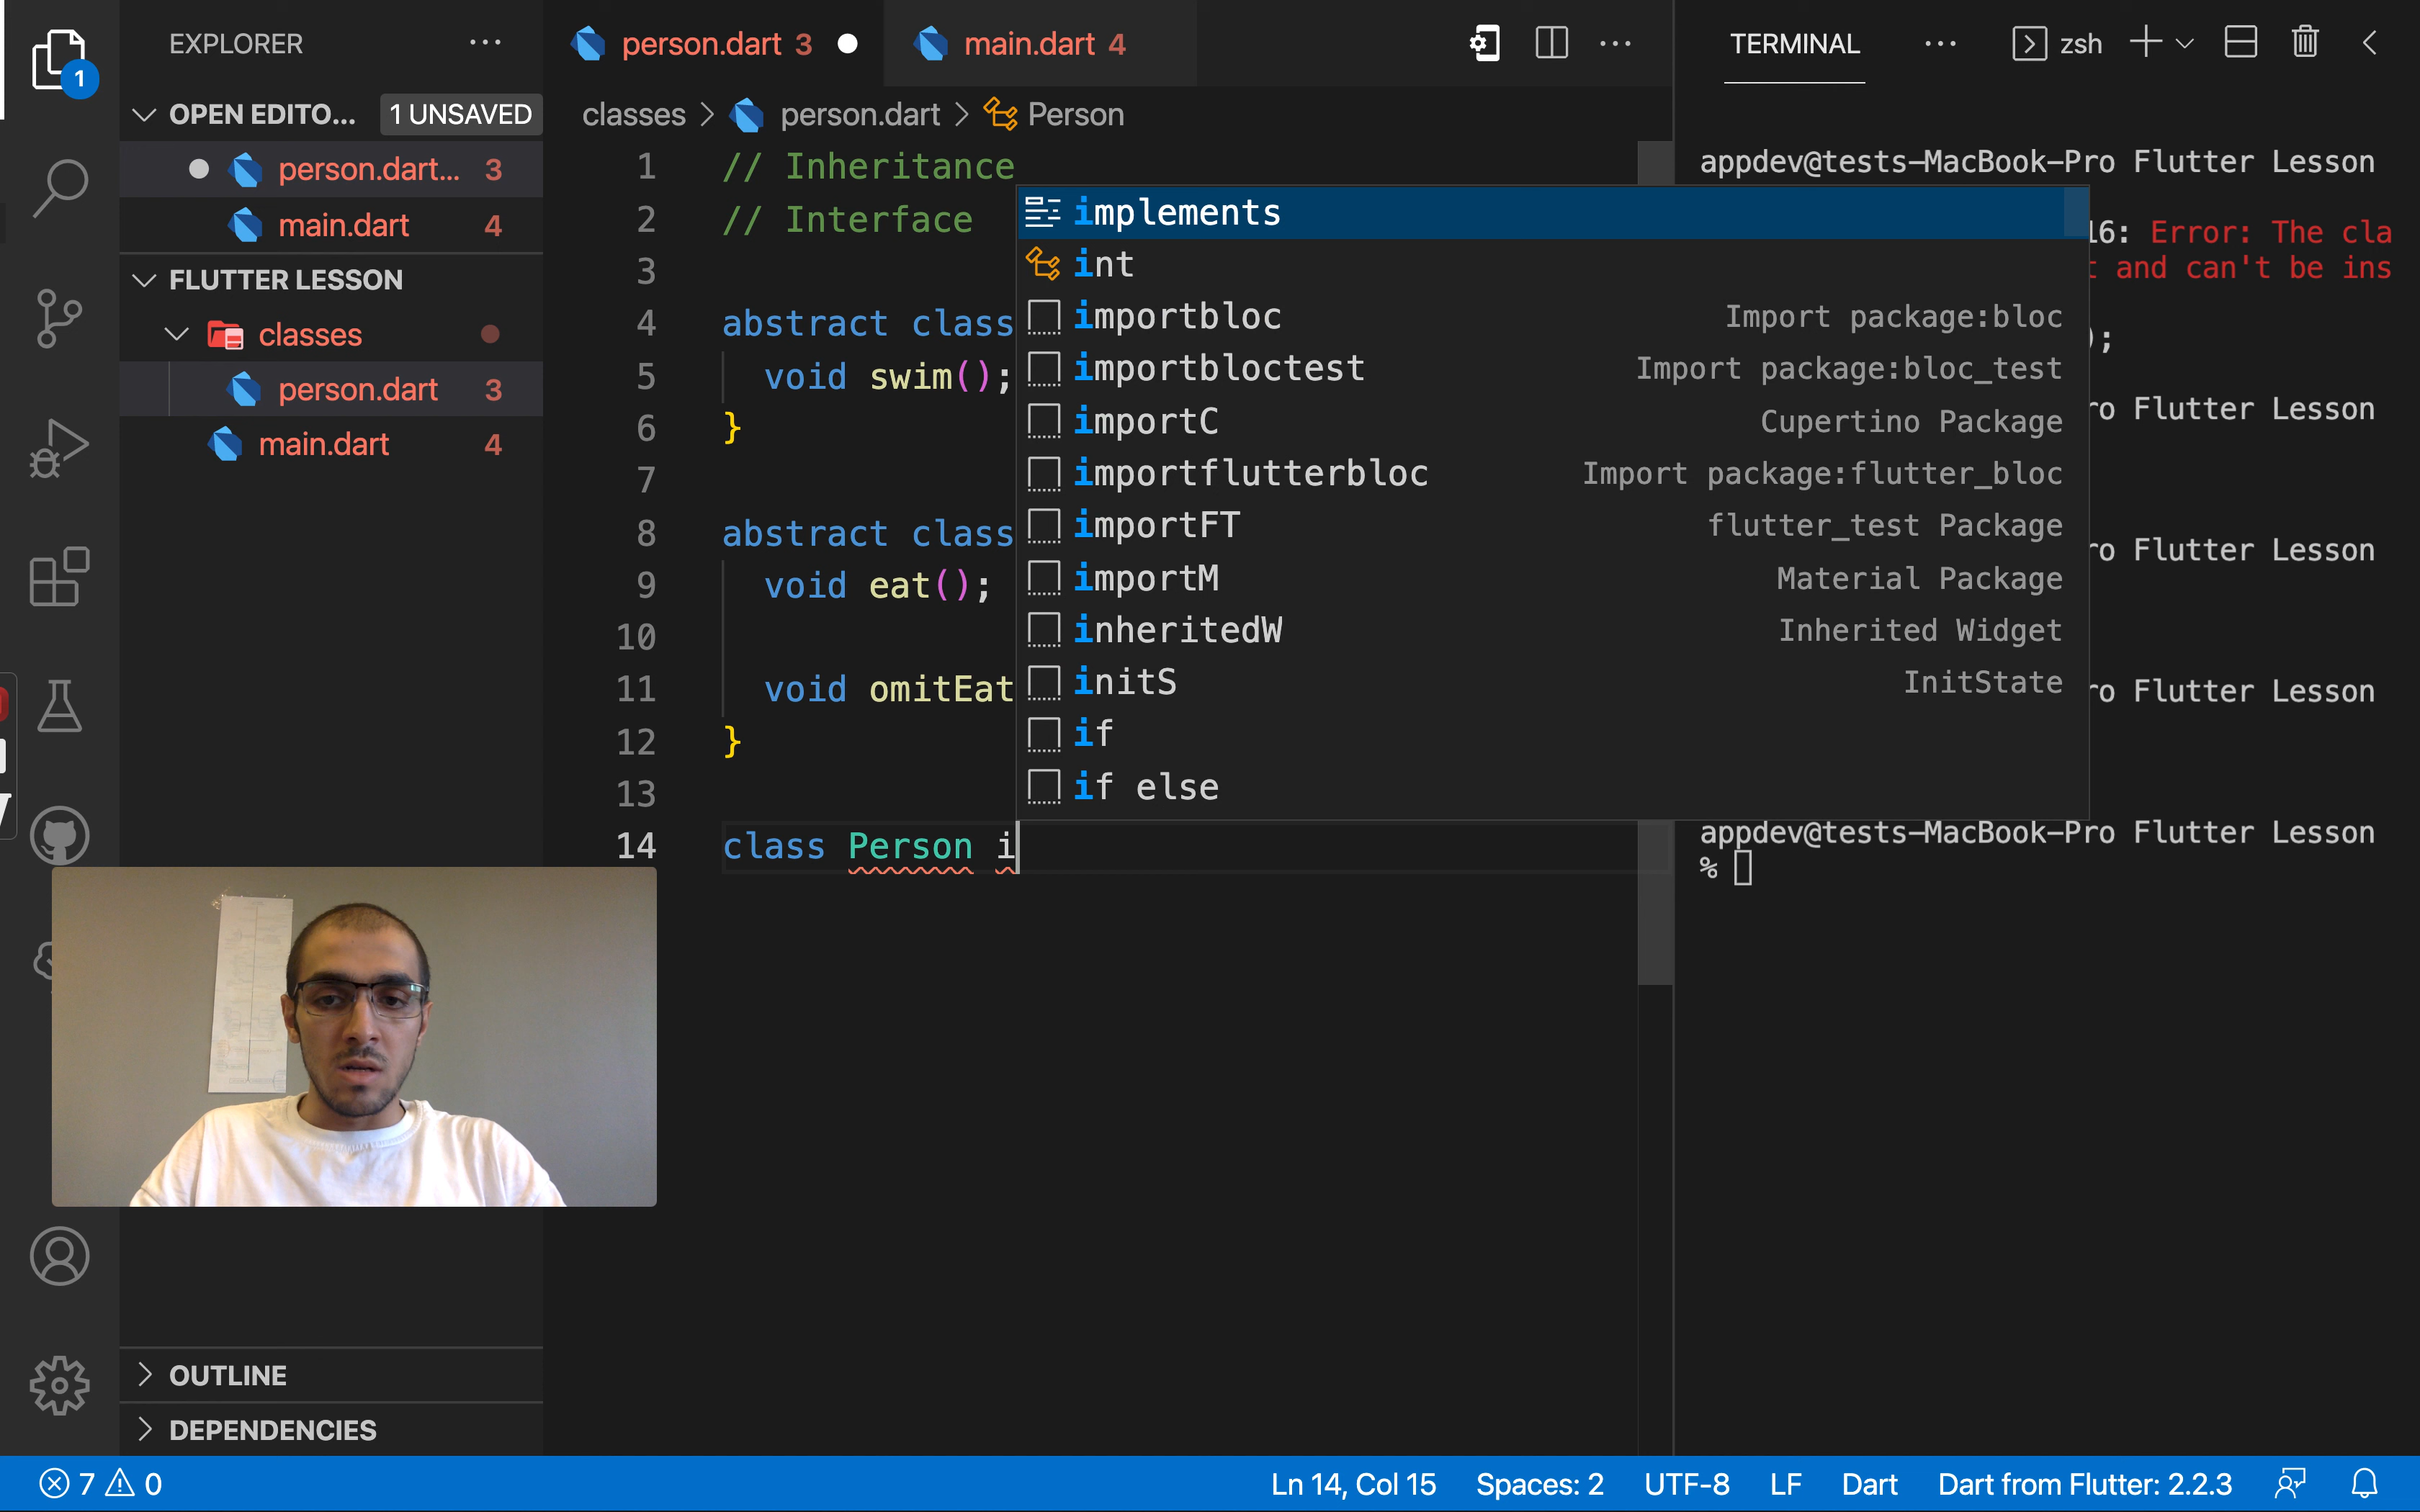 EXPLORER
person.dart 3
main.dart 4
TERMINAL
zsh
1
OPEN EDITO...
1 UNSAVED
person.dart... 3
main.dart 4
FLUTTER LESSON
classes
person.dart 3
main.dart 4
classes > person.dart > Person
1 // Inheritance
2 // Interface
3
4 abstract class
5 void swim();
6 }
7
8 abstract class
9 void eat();
10
11 void omitEat
12 }
13
14 class Person i
implements
int
importbloc Import package:bloc
importbloctest Import package:bloc_test
importC Cupertino Package
importflutterbloc Import package:flutter_bloc
importFT flutter_test Package
importM Material Package
inheritedW Inherited Widget
initS InitState
if
if else
appdev@tests-MacBook-Pro Flutter Lesson
16: Error: The cla
t and can't be ins
);
ro Flutter Lesson
ro Flutter Lesson
ro Flutter Lesson
appdev@tests-MacBook-Pro Flutter Lesson
%
OUTLINE
DEPENDENCIES
7 0
Ln 14, Col 15
Spaces: 2
UTF-8
LF
Dart
Dart from Flutter: 2.2.3